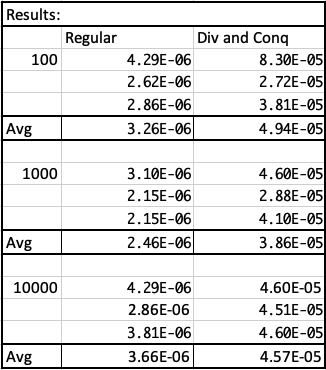 Results:
Regular Div and Conq
100 4.29E-06 8.30E-05
2.62E-06 2.72E-05
2.86E-06 3.81E-05
Avg 3.26E-06 4.94E-05
1000 3.10E-06 4.60E-05
2.15E-06 2.88E-05
2.15E-06 4.10E-05
Avg 2.46E-06 3.86E-05
10000 4.29E-06 4.60E-05
2.86E-06 4.51E-05
3.81E-06 4.60E-05
Avg 3.66E-06 4.57E-05